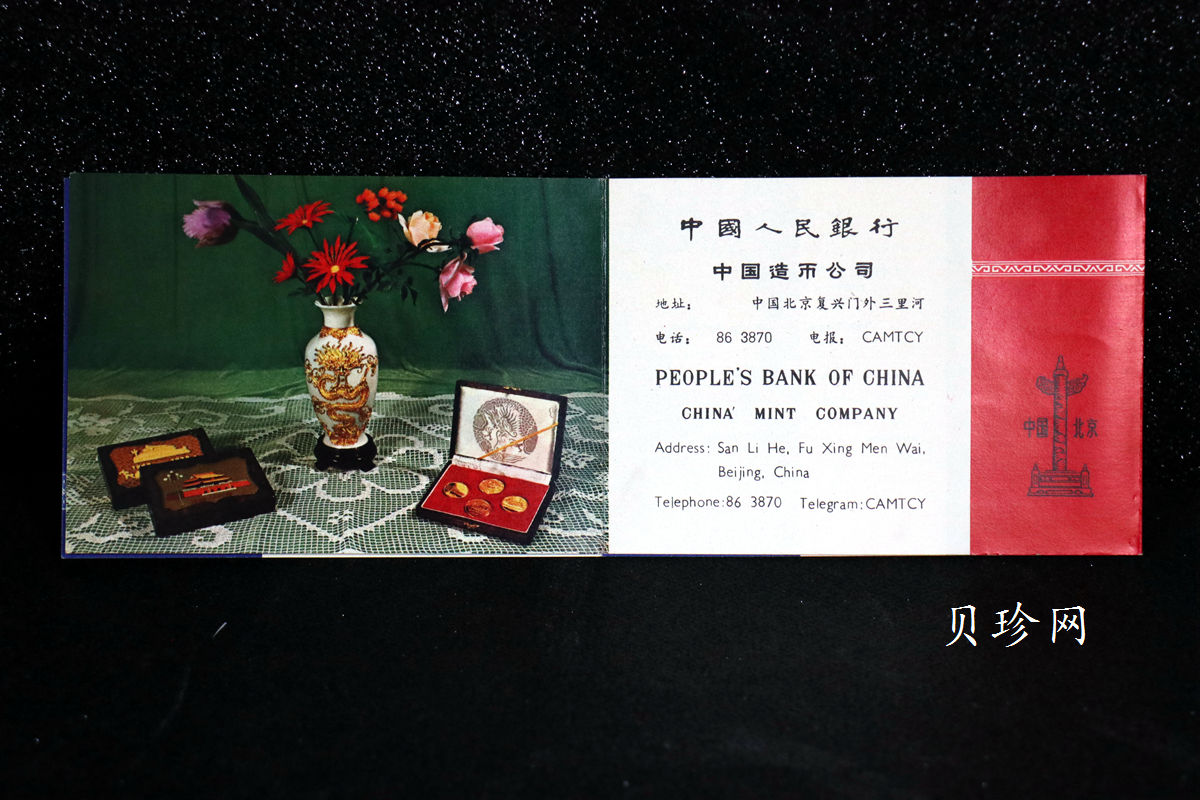 中國人民銀行
中国造币公司
地址： 中国北京复兴门外三里河
电话： 86 3870 电报： CAMTCY
PEOPLE'S BANK OF CHINA
CHINA' MINT COMPANY
Address: San Li He, Fu Xing Men Wai,
Beijing, China
Telephone:86 3870 Telegram:CAMTCY
中国 北京
贝珍网